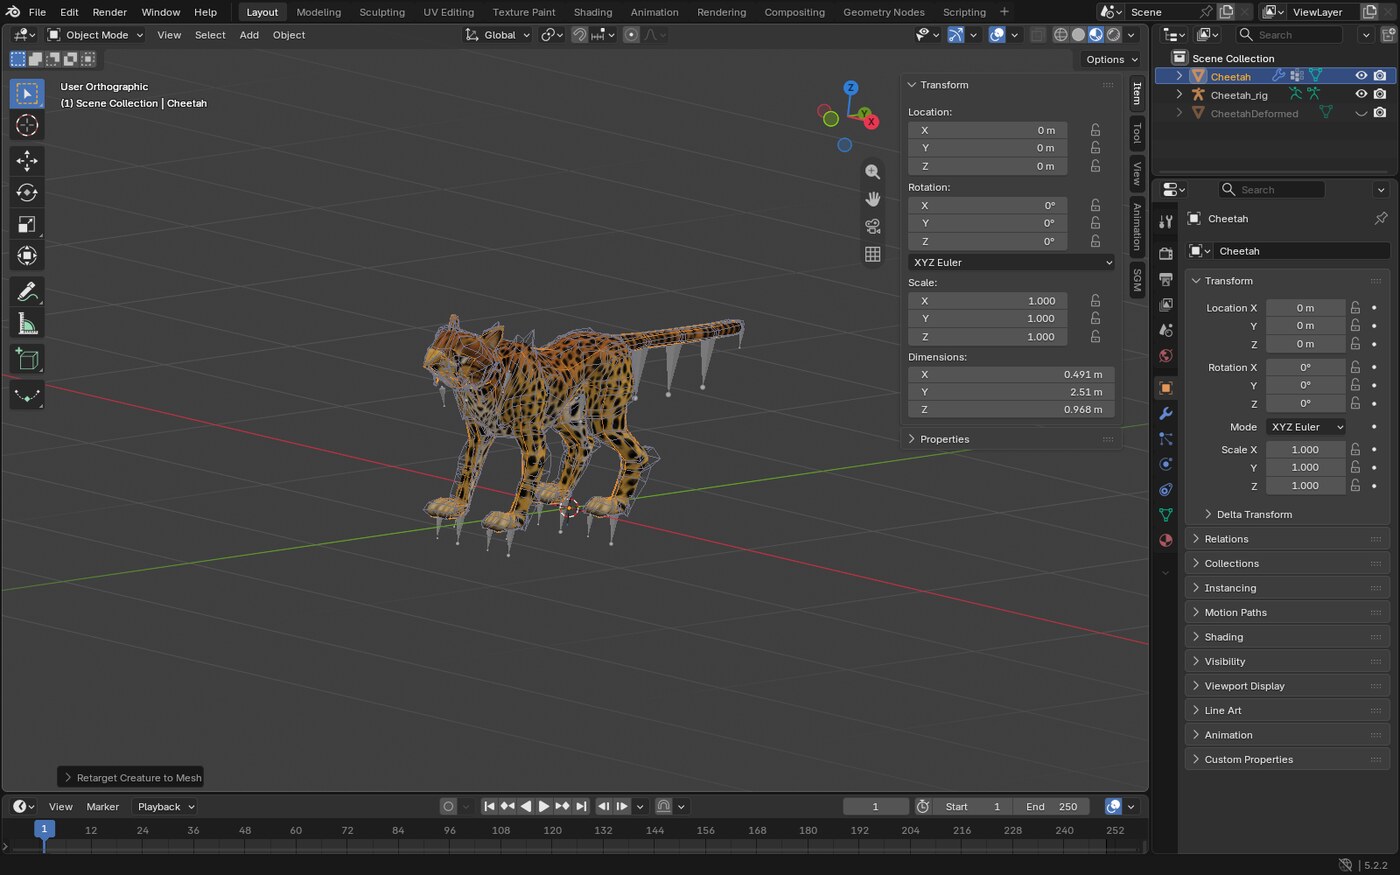 File Edit Render Window Help Layout Modeling Sculpting UV Editing Texture Paint Shading Animation Rendering Compositing Geometry Nodes Scripting + Scene ViewLayer
Object Mode View Select Add Object Global Search
Options
User Orthographic
(1) Scene Collection | Cheetah
Z
Y
X
Transform
Location:
X 0 m
Y 0 m
Z 0 m
Rotation:
X 0°
Y 0°
Z 0°
XYZ Euler
Scale:
X 1.000
Y 1.000
Z 1.000
Dimensions:
X 0.491 m
Y 2.51 m
Z 0.968 m
Properties
Item
Tool
View
Animation
SGM
Scene Collection
Cheetah
Cheetah_rig
CheetahDeformed
Search
Cheetah
Cheetah
Transform
Location X 0 m
Y 0 m
Z 0 m
Rotation X 0°
Y 0°
Z 0°
Mode XYZ Euler
Scale X 1.000
Y 1.000
Z 1.000
Delta Transform
Relations
Collections
Instancing
Motion Paths
Shading
Visibility
Viewport Display
Line Art
Animation
Custom Properties
Retarget Creature to Mesh
View Marker Playback 1 Start 1 End 250
1 12 24 36 48 60 72 84 96 108 120 132 144 156 168 180 192 204 216 228 240 252
5.2.2